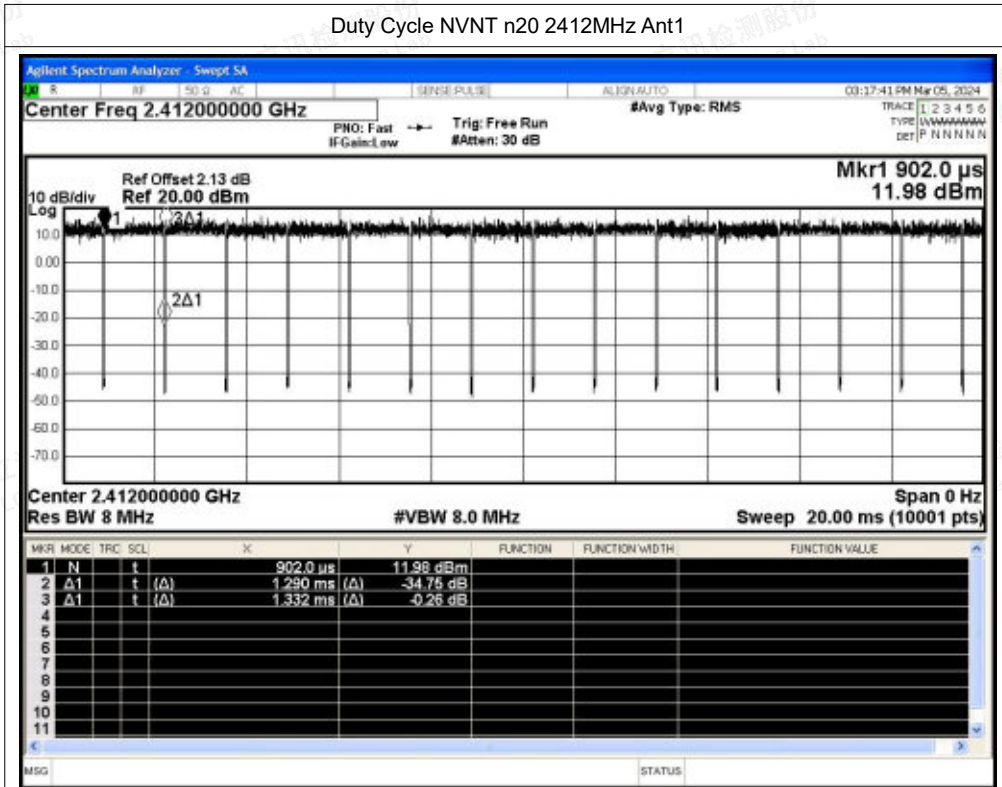 Duty Cycle NVNT n20 2412MHz Ant1
Agilent Spectrum Analyzer - Swept SA
R RF 50 Ω AC SENSE:PULSE ALIGN AUTO 03:17:41 PM Mar 05, 2024
Center Freq 2.412000000 GHz
#Avg Type: RMS
TRACE 1 2 3 4 5 6
PNO: Fast
Trig: Free Run
TYPE WWWWWW
IFGain:Low
#Atten: 30 dB
DET P N N N N N
Mkr1 902.0 µs
11.98 dBm
Ref Offset 2.13 dB
10 dB/div Ref 20.00 dBm
Log
1
3Δ1
10.0
0.00
-10.0
2Δ1
-20.0
-30.0
-40.0
-50.0
-60.0
-70.0
Center 2.412000000 GHz Span 0 Hz
Res BW 8 MHz #VBW 8.0 MHz Sweep 20.00 ms (10001 pts)
MKR MODE TRC SCL X Y FUNCTION FUNCTION WIDTH FUNCTION VALUE
1 N t 902.0 µs 11.98 dBm
2 Δ1 t (Δ) 1.290 ms (Δ) -34.75 dB
3 Δ1 t (Δ) 1.332 ms (Δ) -0.26 dB
4
5
6
7
8
9
10
11
MSG STATUS